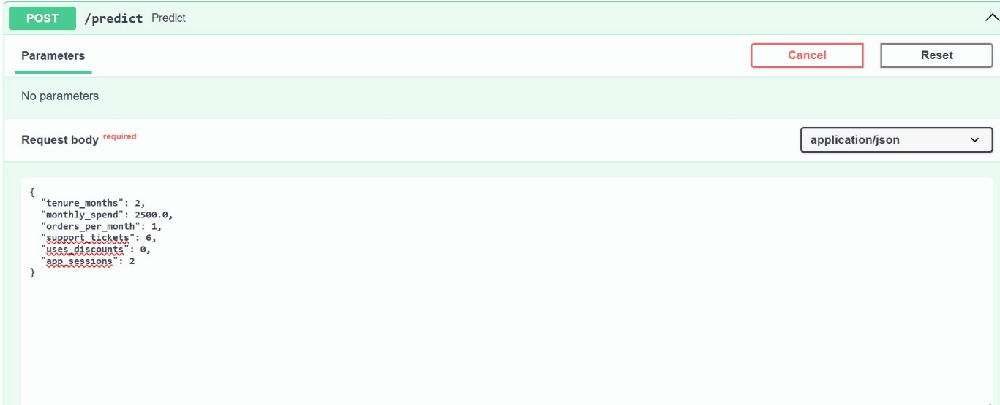 POST /predict Predict
Parameters
Cancel
Reset
No parameters
Request body required
application/json
{
  "tenure_months": 2,
  "monthly_spend": 2500.0,
  "orders_per_month": 1,
  "support_tickets": 6,
  "uses_discounts": 0,
  "app_sessions": 2
}